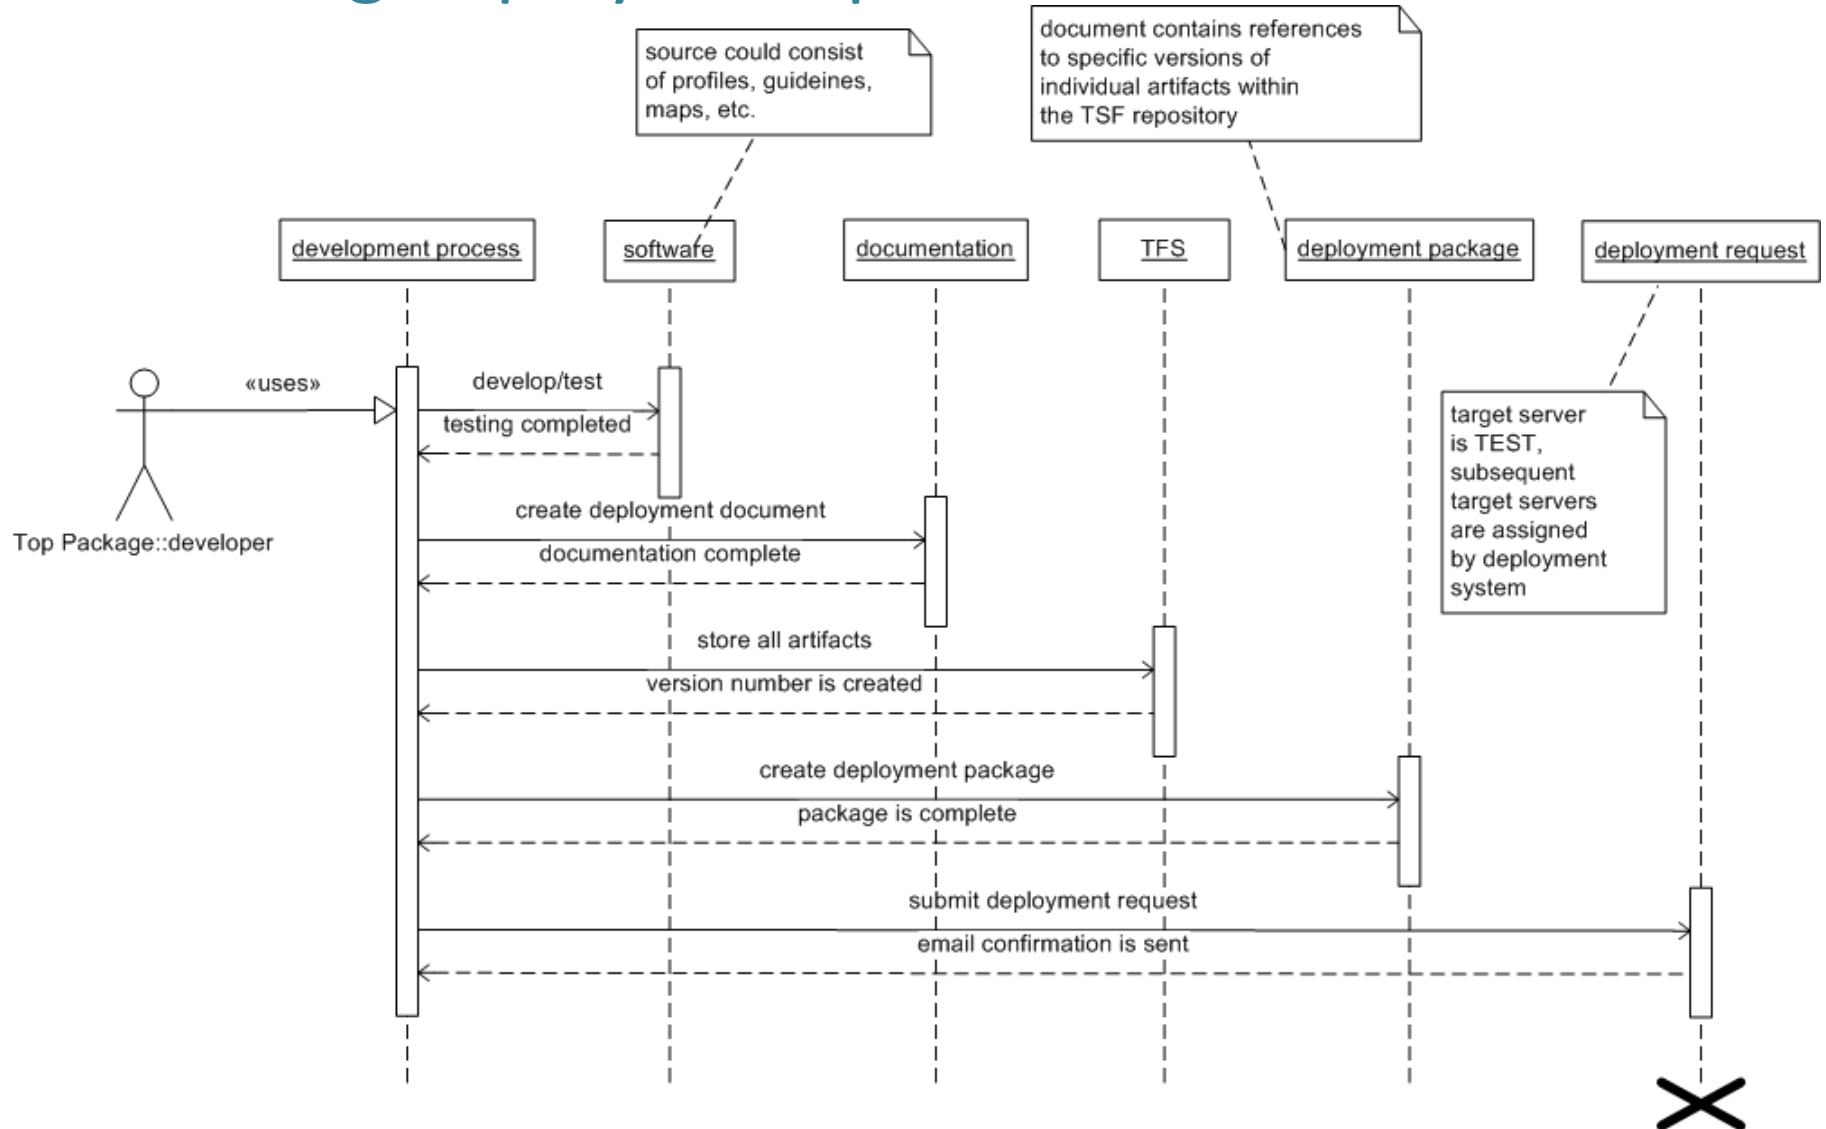 source could consist
of profiles, guideines,
maps, etc.
document contains references
to specific versions of
individual artifacts within
the TSF repository
development process
software
documentation
TFS
deployment package
deployment request
«uses»
develop/test
testing completed
target server
is TEST,
subsequent
target servers
are assigned
by deployment
system
create deployment document
Top Package::developer
documentation complete
store all artifacts
version number is created
create deployment package
package is complete
submit deployment request
email confirmation is sent